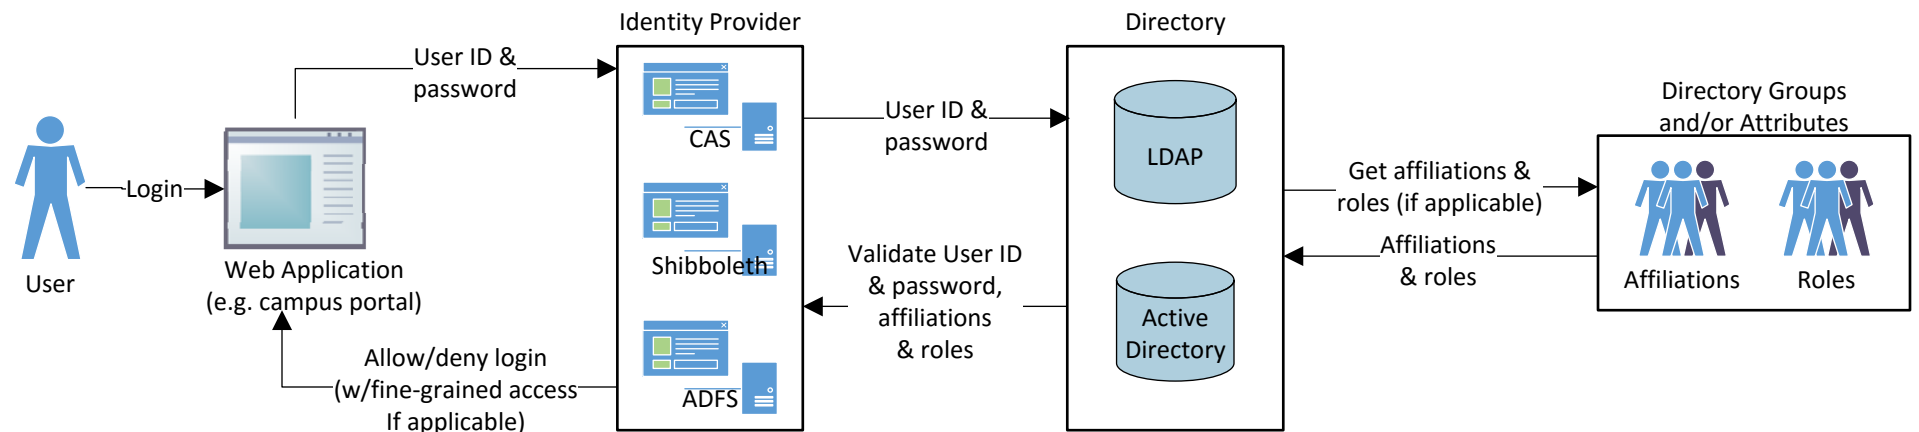 Identity Provider
Directory
User ID &
password
CAS
Shibboleth
ADFS
User ID &
password
LDAP
Active
Directory
Directory Groups
and/or Attributes
Login
User
Web Application
(e.g. campus portal)
Get affiliations &
roles (if applicable)
Affiliations
& roles
Affiliations
Roles
Validate User ID
& password,
affiliations
& roles
Allow/deny login
(w/fine-grained access
If applicable)